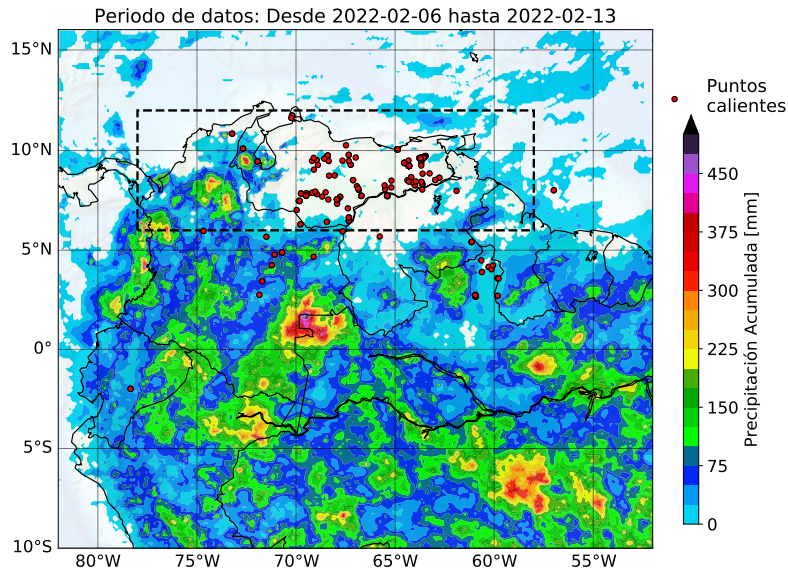 Periodo de datos: Desde 2022-02-06 hasta 2022-02-13
15°N
10°N
5°N
0°
5°S
10°S
80°W
75°W
70°W
65°W
60°W
55°W
Puntos
calientes
450
375
300
225
150
75
0
Precipitación Acumulada [mm]